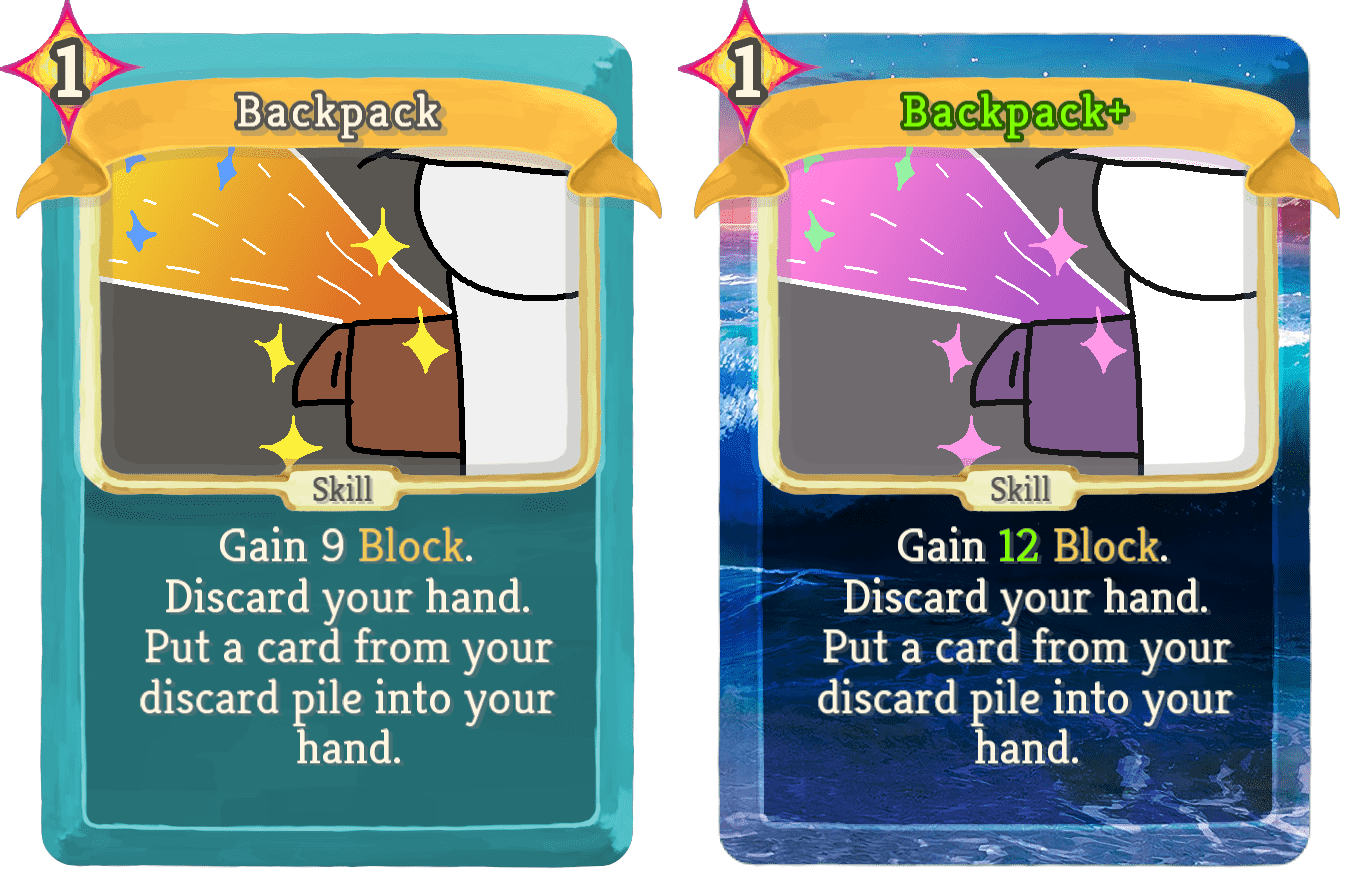 1
Backpack
Skill
Gain 9 Block.
Discard your hand.
Put a card from your
discard pile into your
hand.
1
Backpack+
Skill
Gain 12 Block.
Discard your hand.
Put a card from your
discard pile into your
hand.